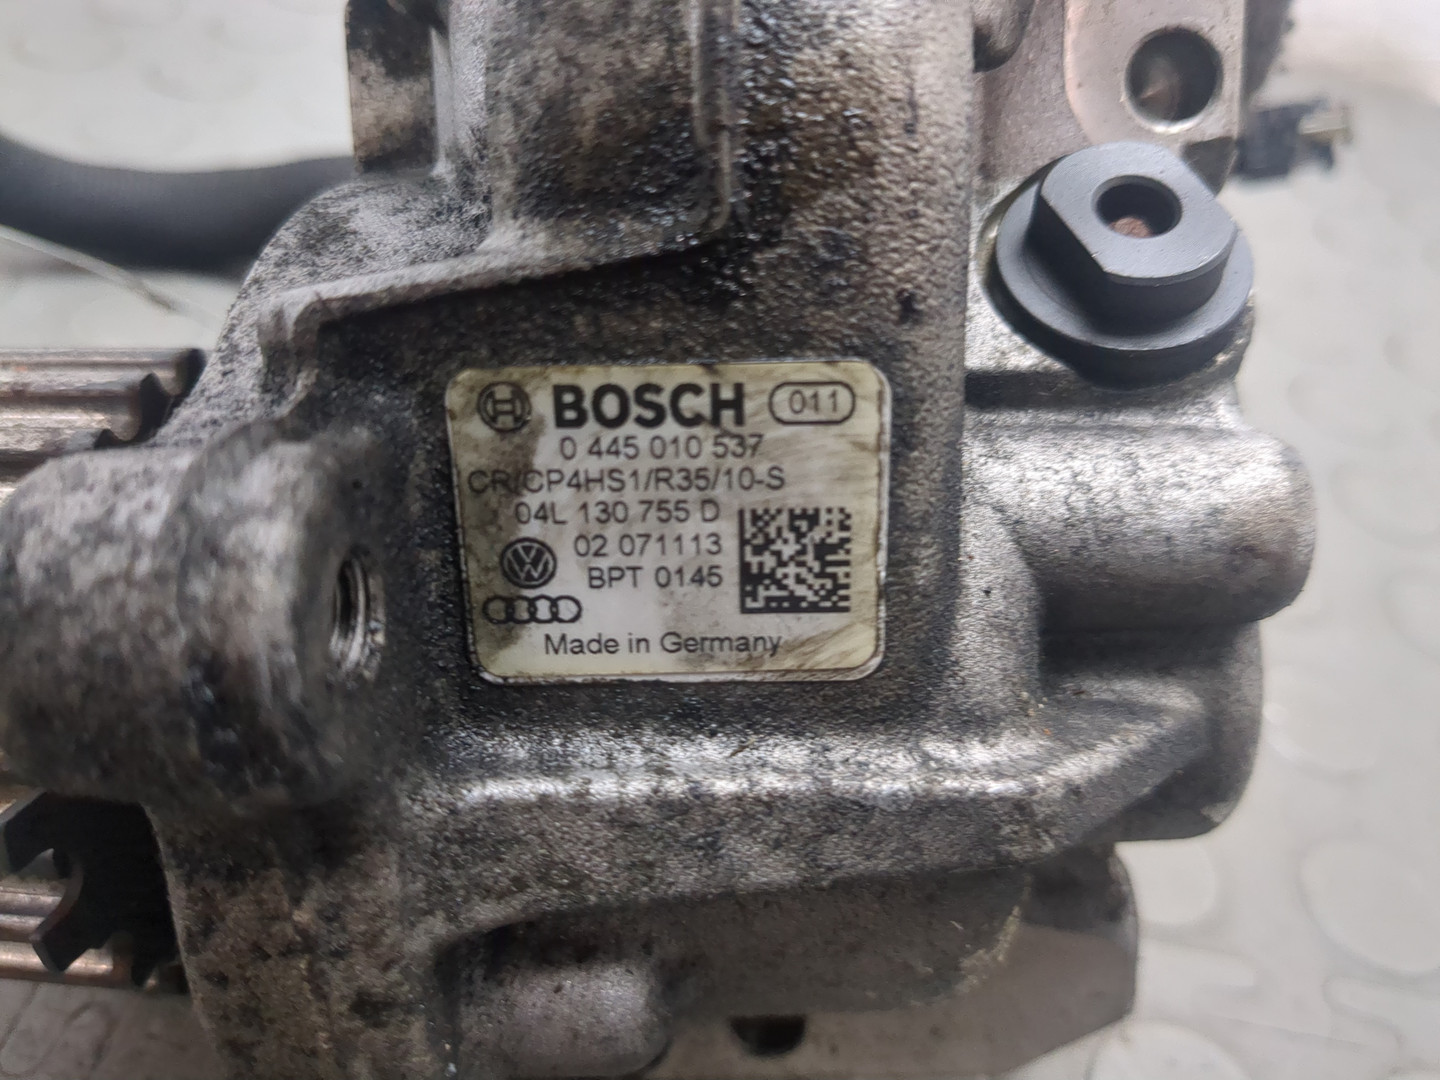 BOSCH 011
0 445 010 537
CR/CP4HS1/R35/10-S
04L 130 755 D
02 071113
BPT 0145
Made in Germany